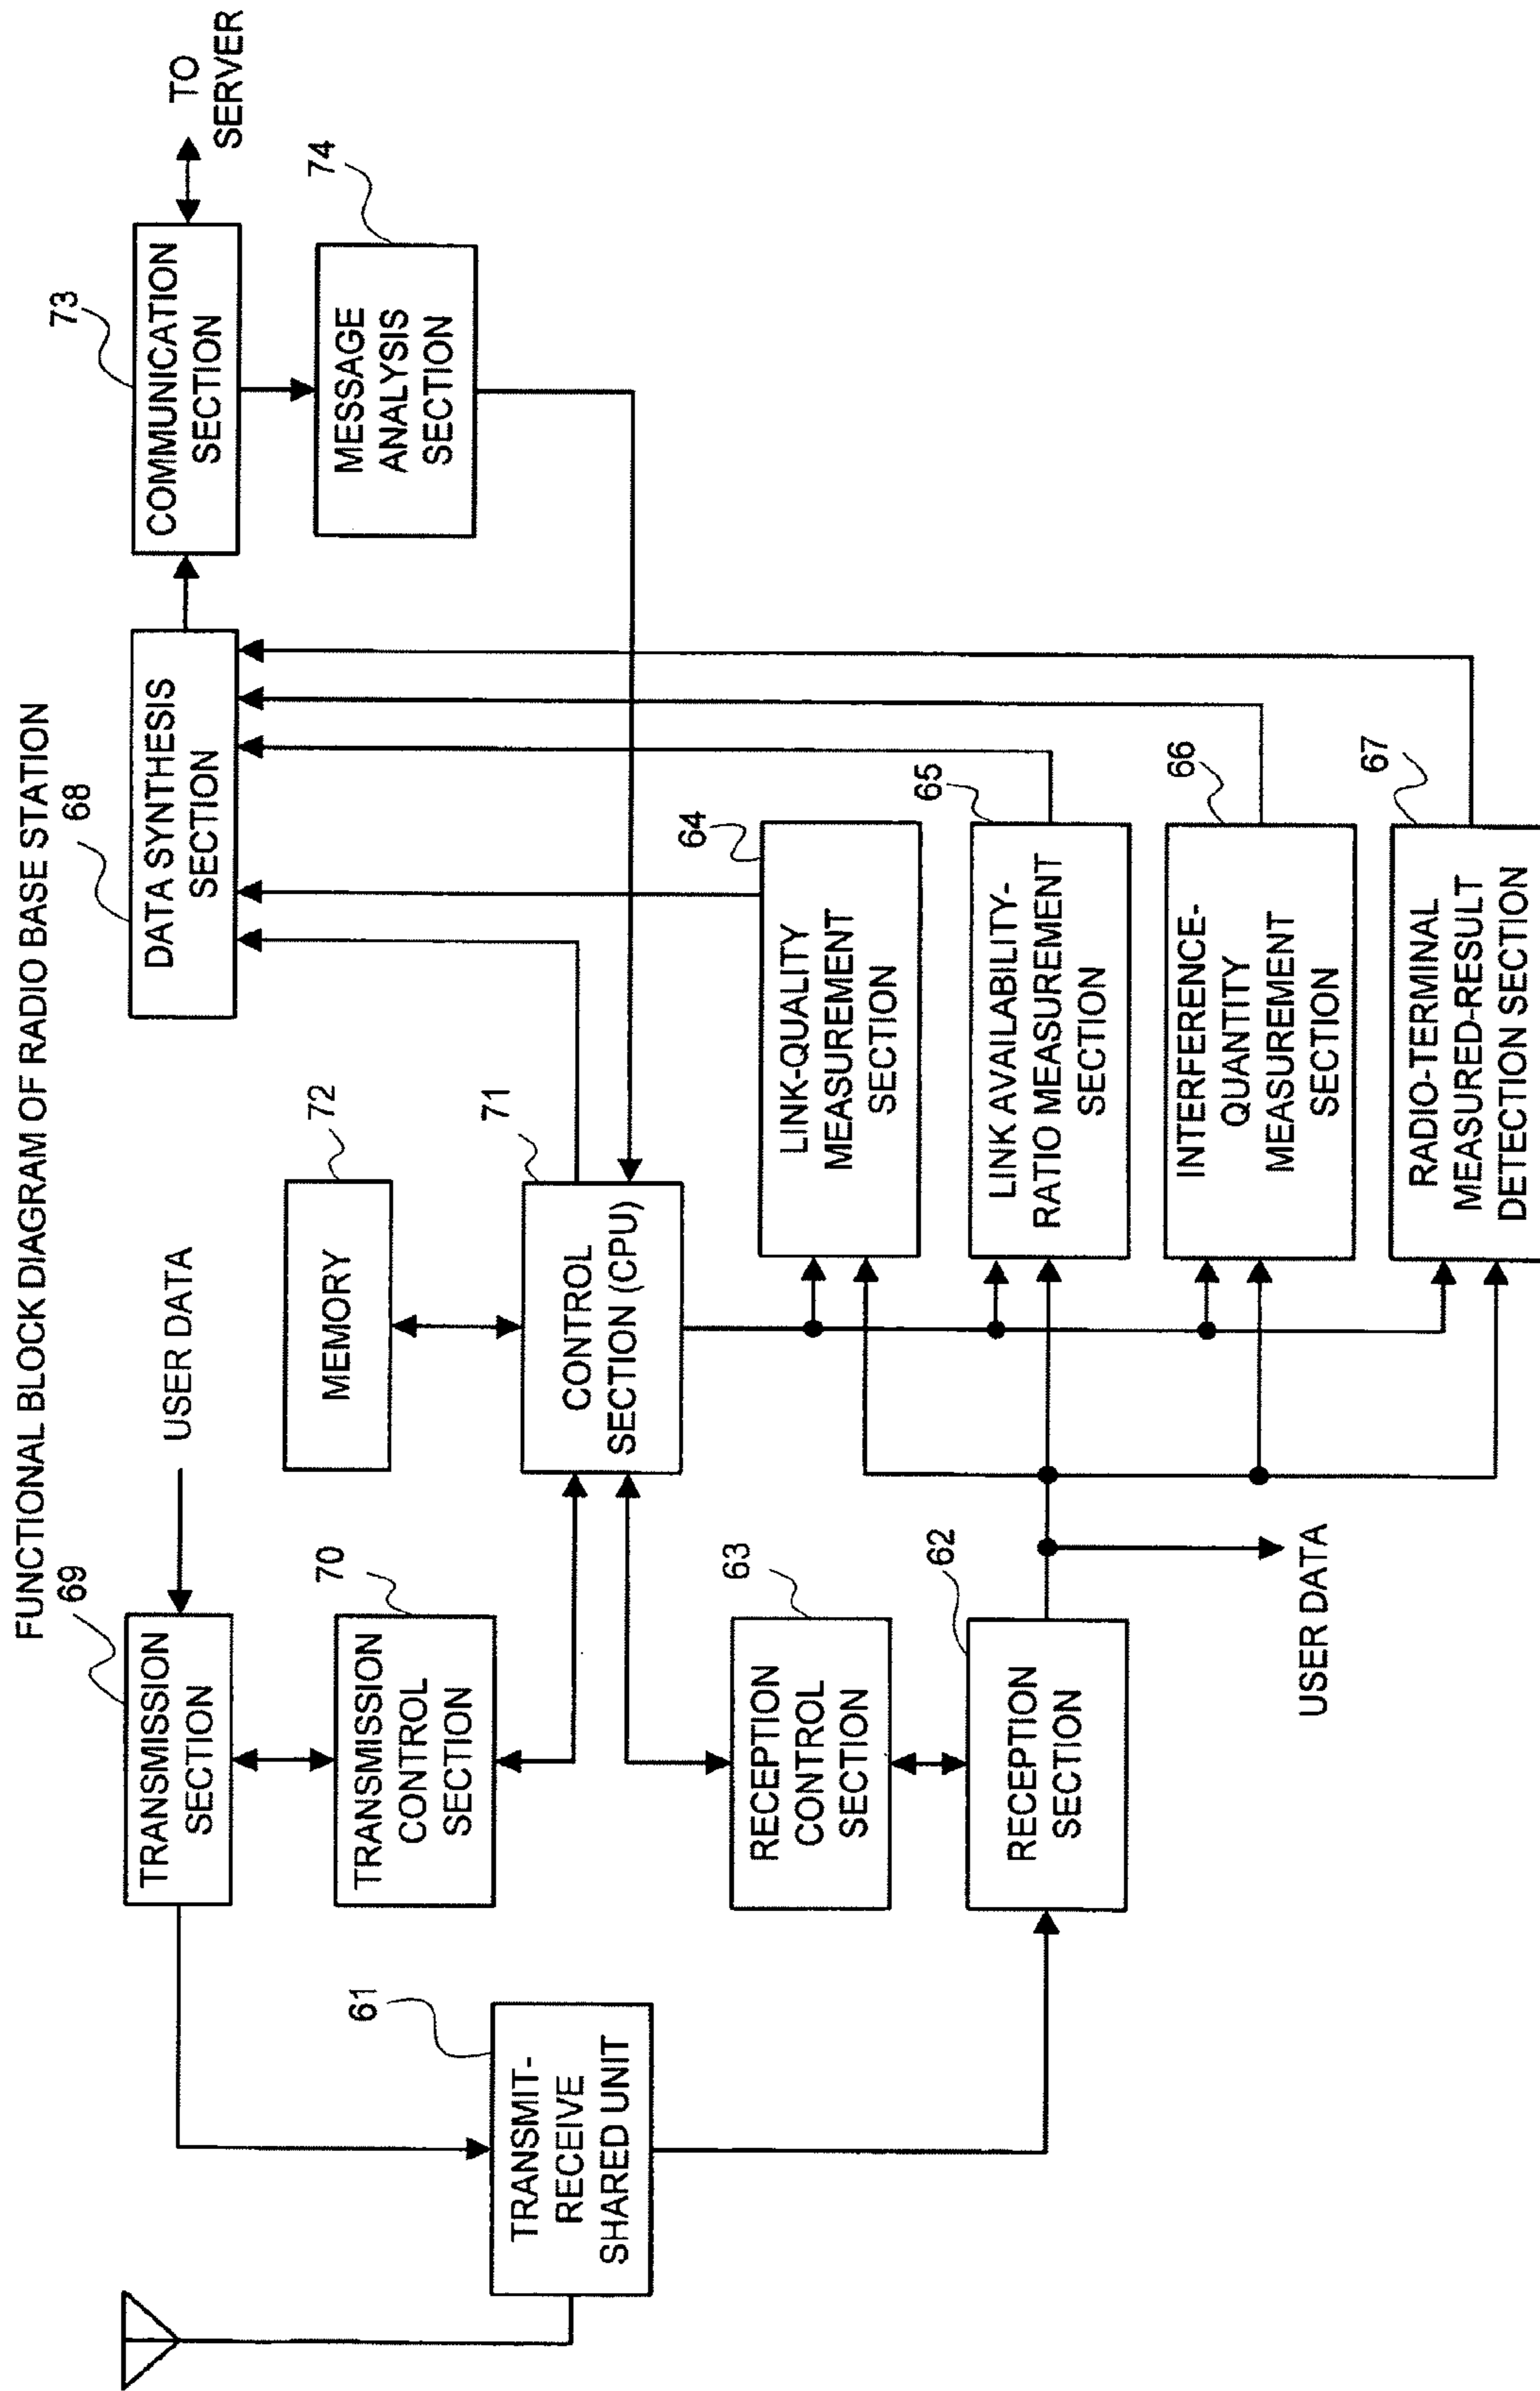 FUNCTIONAL BLOCK DIAGRAM OF RADIO BASE STATION
69
TRANSMISSION
SECTION
USER DATA
68
DATA SYNTHESIS
SECTION
73
COMMUNICATION
SECTION
TO
SERVER
70
TRANSMISSION
CONTROL
SECTION
72
MEMORY
74
MESSAGE
ANALYSIS
SECTION
61
TRANSMIT-
RECEIVE
SHARED UNIT
71
CONTROL
SECTION (CPU)
63
RECEPTION
CONTROL
SECTION
64
LINK-QUALITY
MEASUREMENT
SECTION
62
RECEPTION
SECTION
65
LINK AVAILABILITY-
RATIO MEASUREMENT
SECTION
66
INTERFERENCE-
QUANTITY
MEASUREMENT
SECTION
USER DATA
67
RADIO-TERMINAL
MEASURED-RESULT
DETECTION SECTION